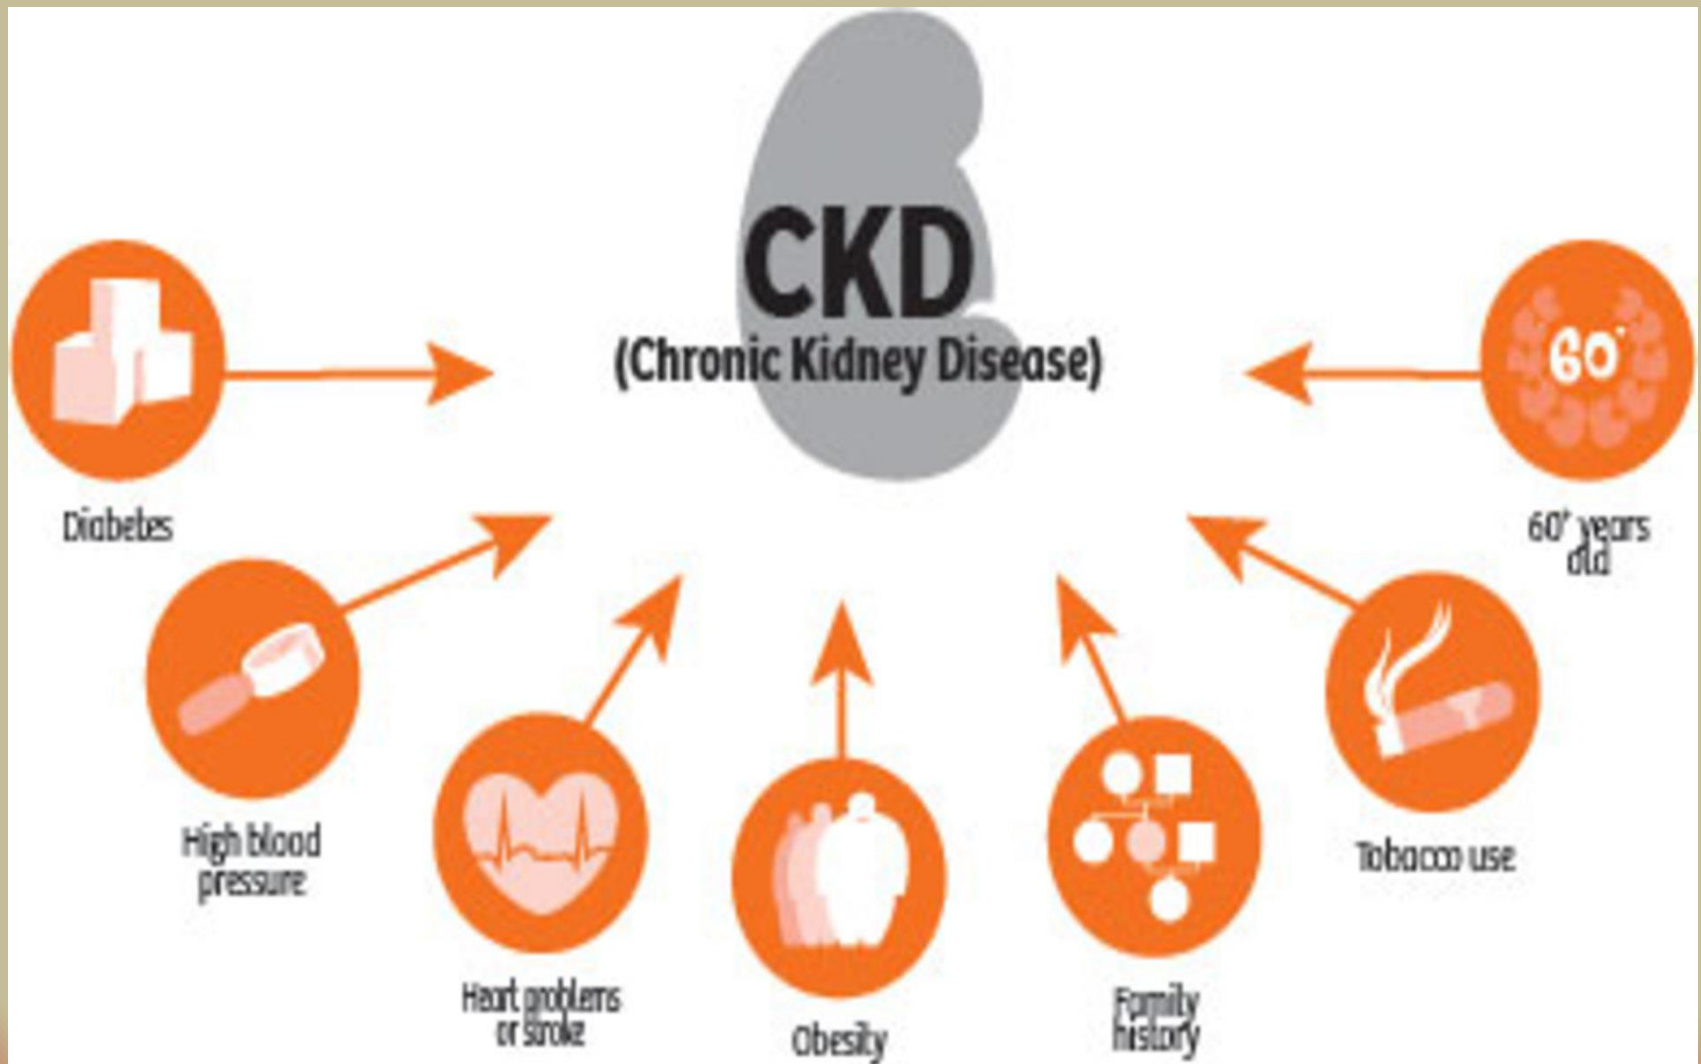 CKD
(Chronic Kidney Disease)
60+
Diabetes
60+ years
old
High blood
pressure
Tobacco use
Heart problems
or stroke
Obesity
Family
history